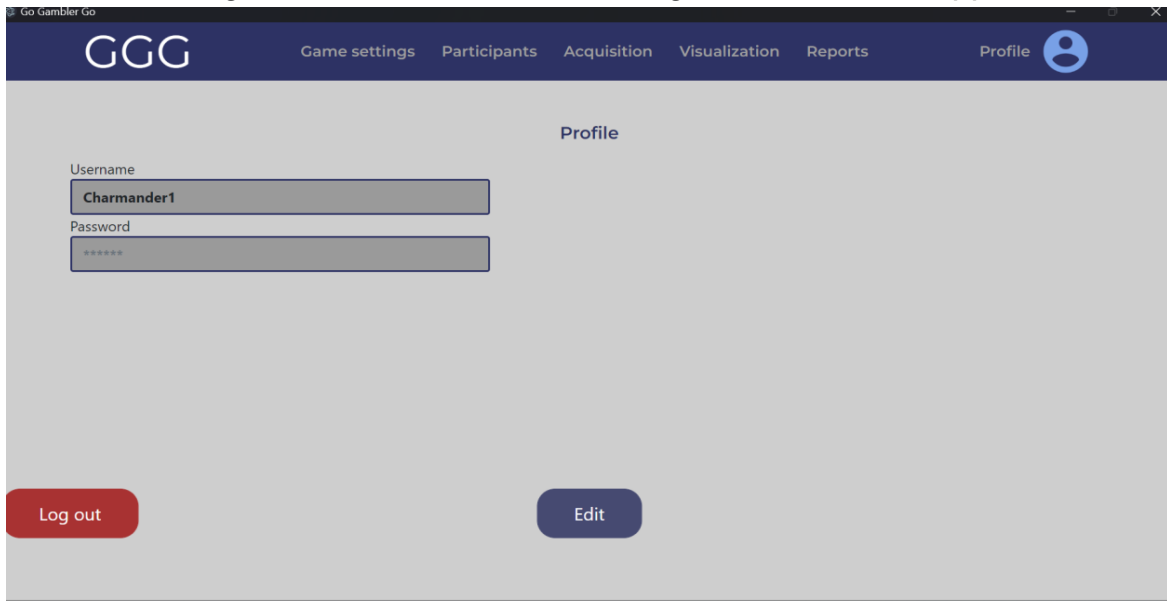 Go Gambler Go
GGG Game settings Participants Acquisition Visualization Reports Profile
Profile
Username
Charmander1
Password
******
Log out Edit